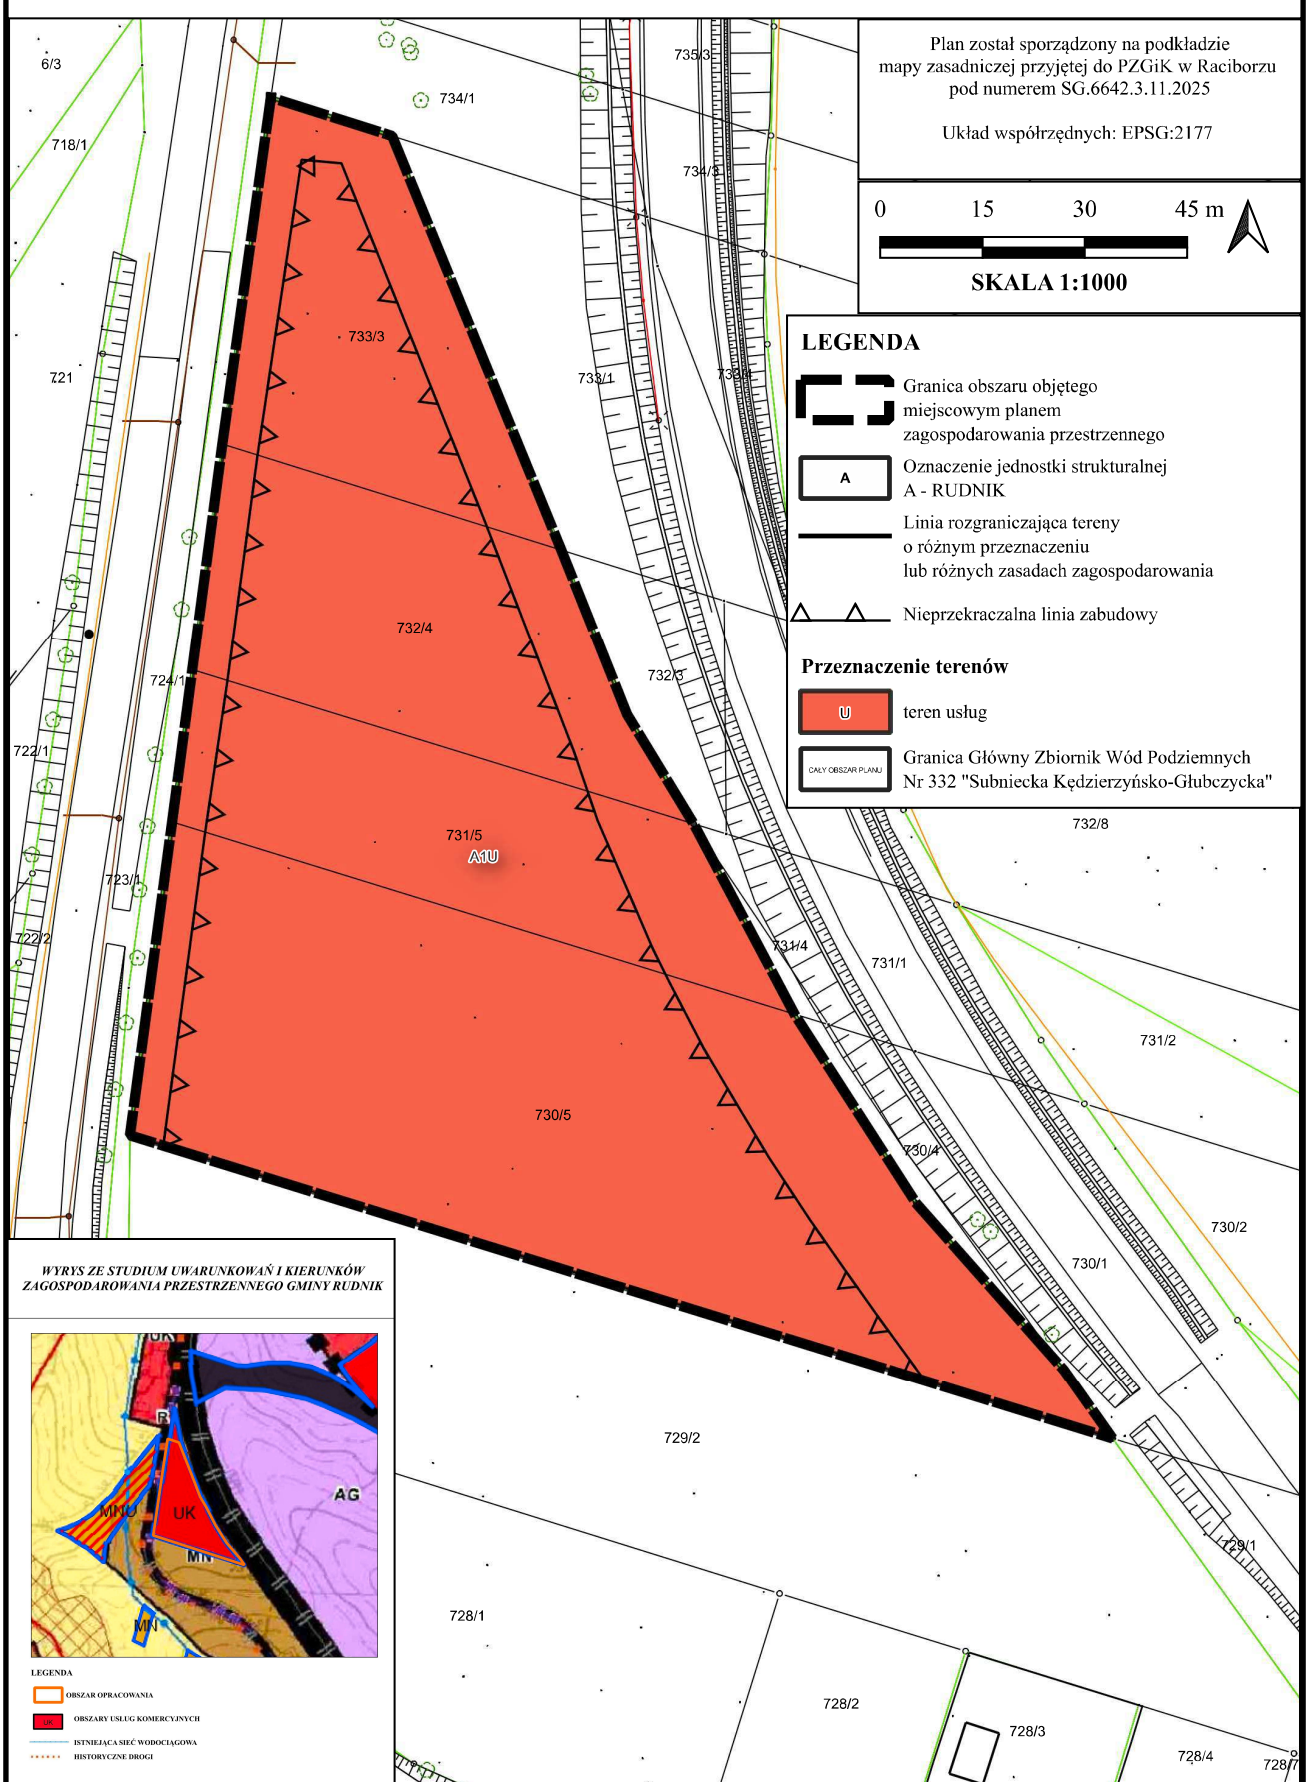 Plan został sporządzony na podkładzie
mapy zasadniczej przyjętej do PZGiK w Raciborzu
pod numerem SG.6642.3.11.2025
Układ współrzędnych: EPSG:2177
0 15 30 45 m
SKALA 1:1000
LEGENDA
Granica obszaru objętego
miejscowym planem
zagospodarowania przestrzennego
A
Oznaczenie jednostki strukturalnej
A - RUDNIK
Linia rozgraniczająca tereny
o różnym przeznaczeniu
lub różnych zasadach zagospodarowania
Nieprzekraczalna linia zabudowy
Przeznaczenie terenów
U
teren usług
CAŁY OBSZAR PLANU
Granica Główny Zbiornik Wód Podziemnych
Nr 332 "Subniecka Kędzierzyńsko-Głubczycka"
6/3
718/1
734/1
735/3
734/3
721
733/3
733/1
733/4
732/4
732/3
724/1
722/1
731/5
A1U
732/8
723/1
722/2
731/4
731/1
731/2
730/5
730/4
730/2
730/1
729/2
729/1
728/1
728/2
728/3
728/4
728/7
WYRYS ZE STUDIUM UWARUNKOWAŃ I KIERUNKÓW
ZAGOSPODAROWANIA PRZESTRZENNEGO GMINY RUDNIK
UK
R
MNU
UK
AG
MN
MN
LEGENDA
OBSZAR OPRACOWANIA
UK
OBSZARY USŁUG KOMERCYJNYCH
ISTNIEJĄCA SIEĆ WODOCIĄGOWA
HISTORYCZNE DROGI